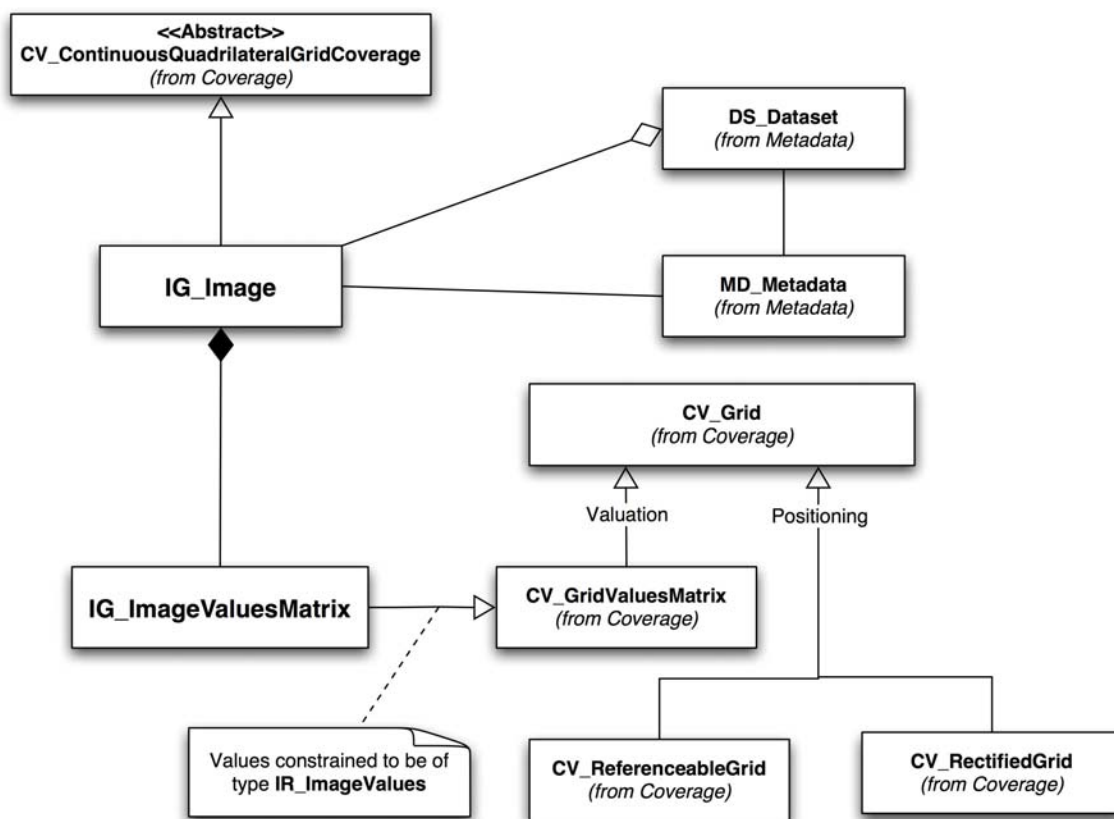 <<Abstract>>
CV_ContinuousQuadrilateralGridCoverage
(from Coverage)
DS_Dataset
(from Metadata)
IG_Image
MD_Metadata
(from Metadata)
CV_Grid
(from Coverage)
Valuation
Positioning
IG_ImageValuesMatrix
CV_GridValuesMatrix
(from Coverage)
Values constrained to be of
type IR_ImageValues
CV_ReferenceableGrid
(from Coverage)
CV_RectifiedGrid
(from Coverage)